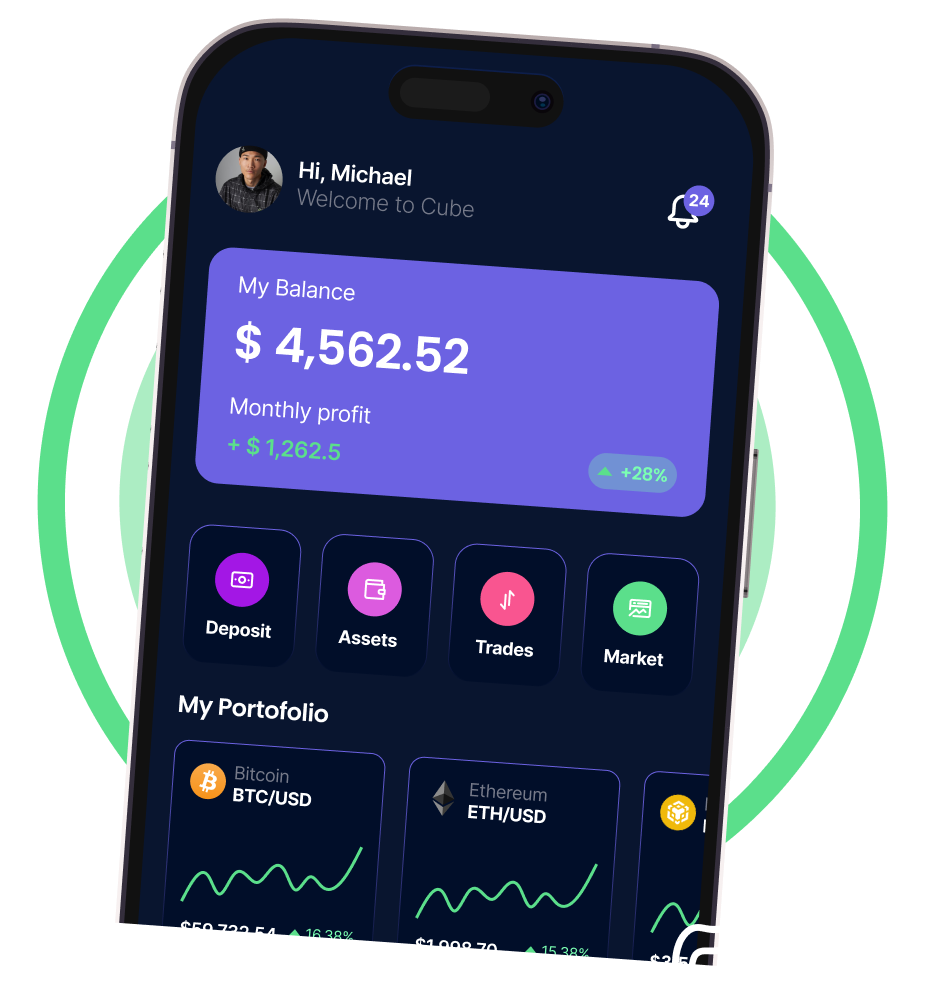 Hi, Michael
Welcome to Cube
24
My Balance
$ 4,562.52
Monthly profit
+ $ 1,262.5
+28%
Deposit
Assets
Trades
Market
My Portofolio
Bitcoin
BTC/USD
Ethereum
ETH/USD
$59,732.54
16.38%
$1,998.70
15.38%